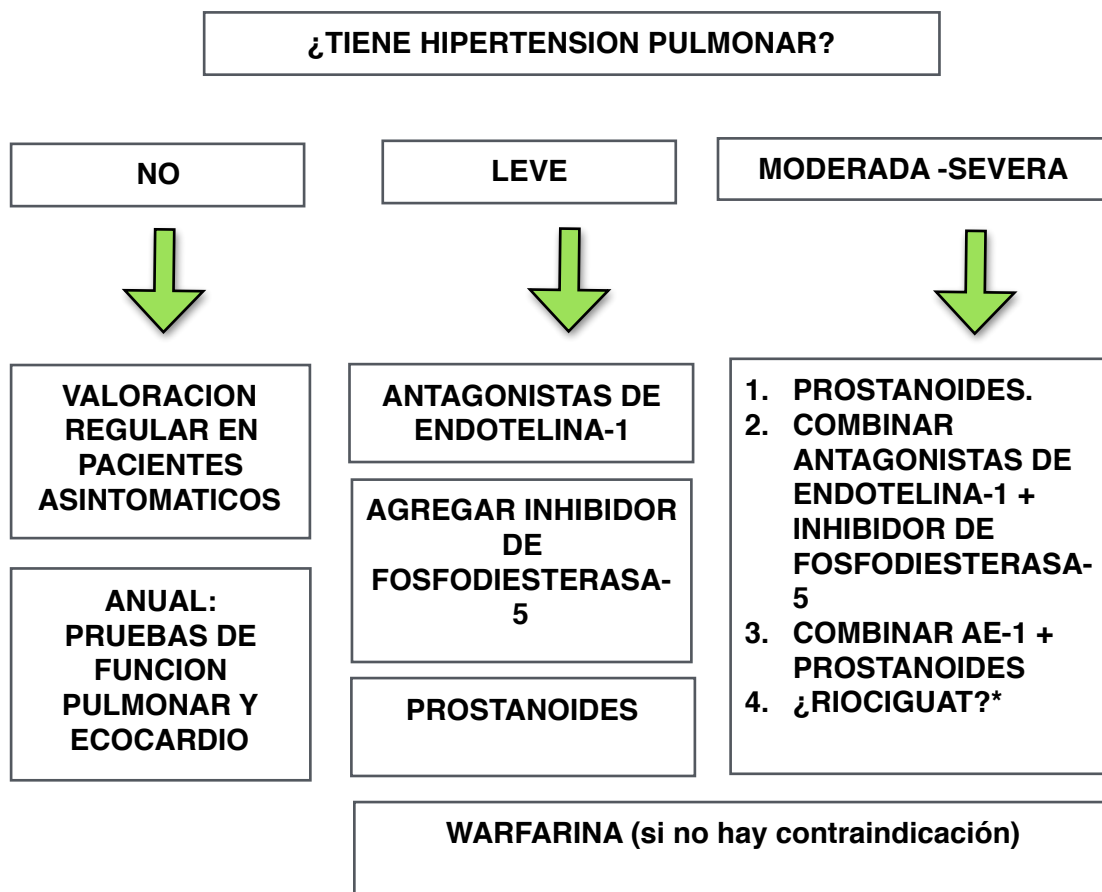 ¿TIENE HIPERTENSION PULMONAR?
NO
LEVE
MODERADA -SEVERA
VALORACION
REGULAR EN
PACIENTES
ASINTOMATICOS
ANUAL:
PRUEBAS DE
FUNCION
PULMONAR Y
ECOCARDIO
ANTAGONISTAS DE
ENDOTELINA-1
AGREGAR INHIBIDOR
DE
FOSFODIESTERASA-
5
PROSTANOIDES
1. PROSTANOIDES.
2. COMBINAR
ANTAGONISTAS DE
ENDOTELINA-1 +
INHIBIDOR DE
FOSFODIESTERASA-
5
3. COMBINAR AE-1 +
PROSTANOIDES
4. ¿RIOCIGUAT?*
WARFARINA (si no hay contraindicación)